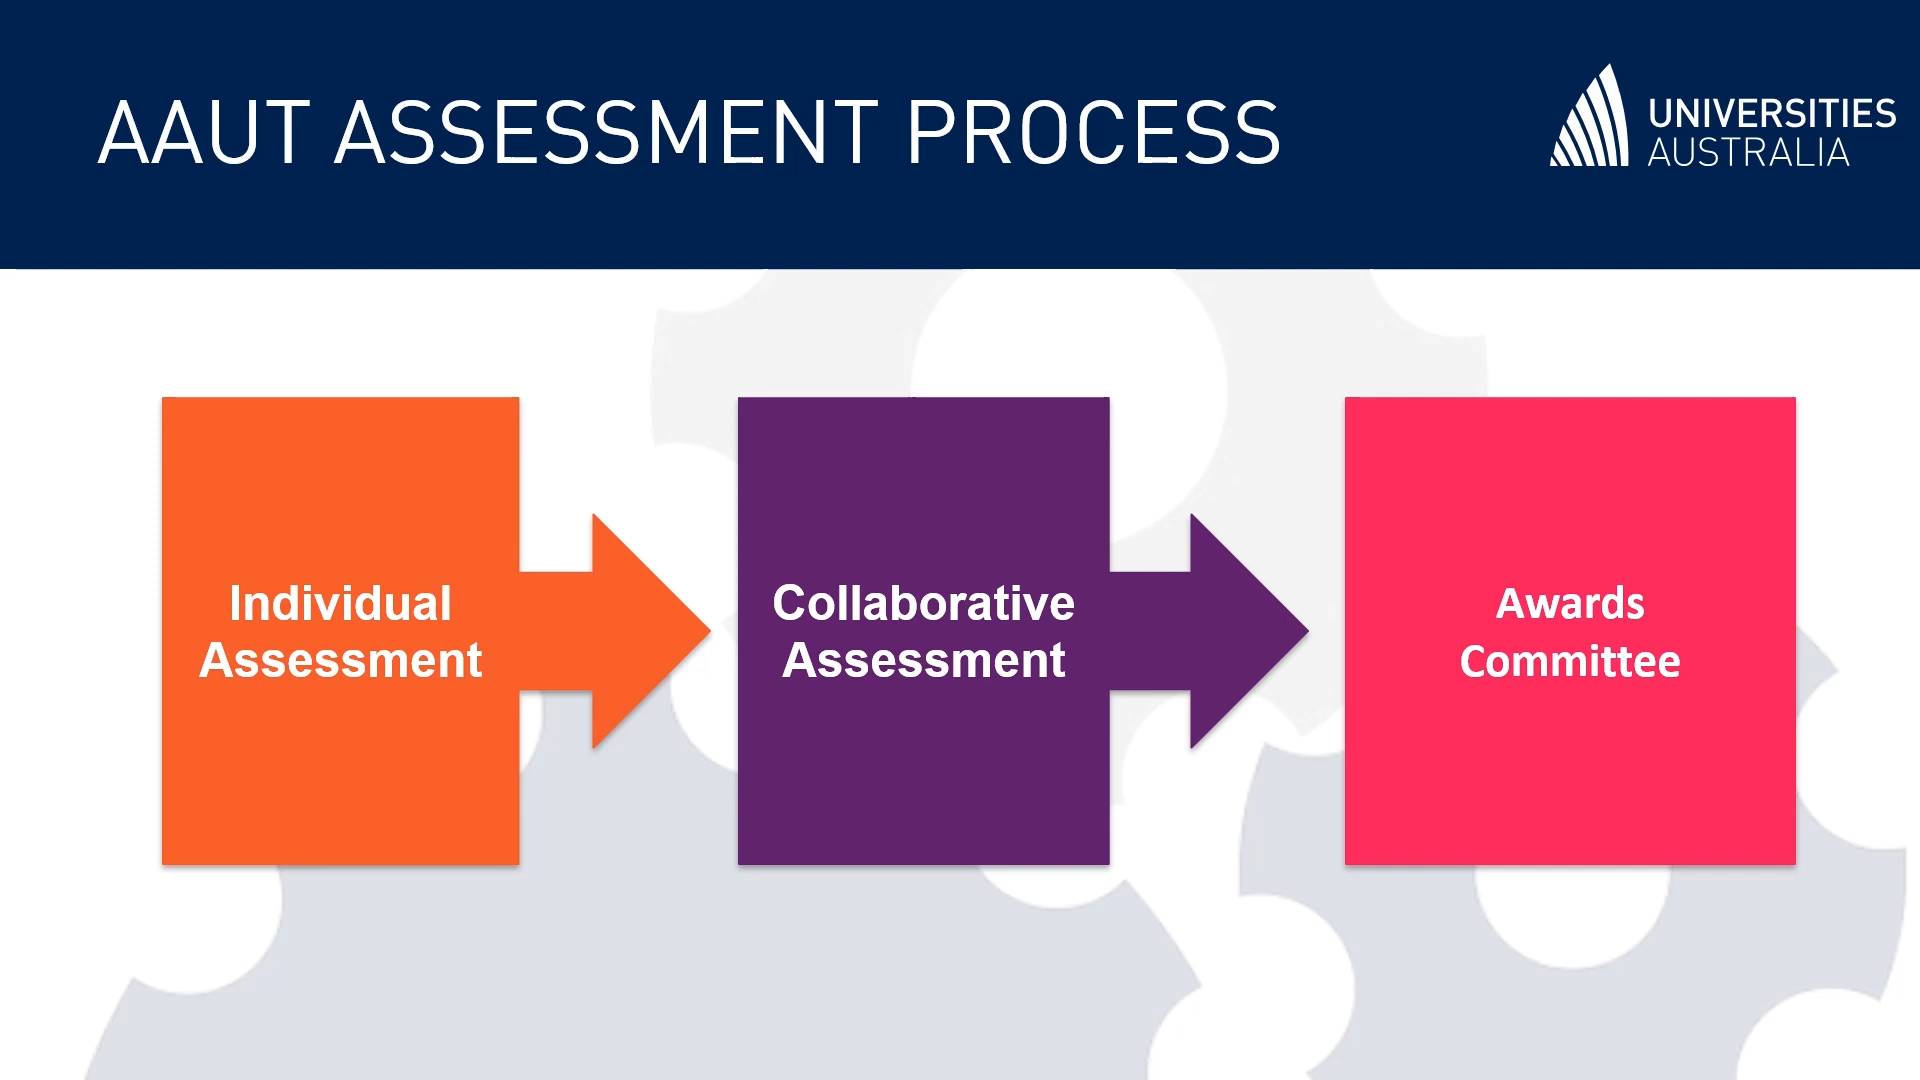 AAUT ASSESSMENT PROCESS
UNIVERSITIES
AUSTRALIA
Individual
Assessment
Collaborative
Assessment
Awards
Committee